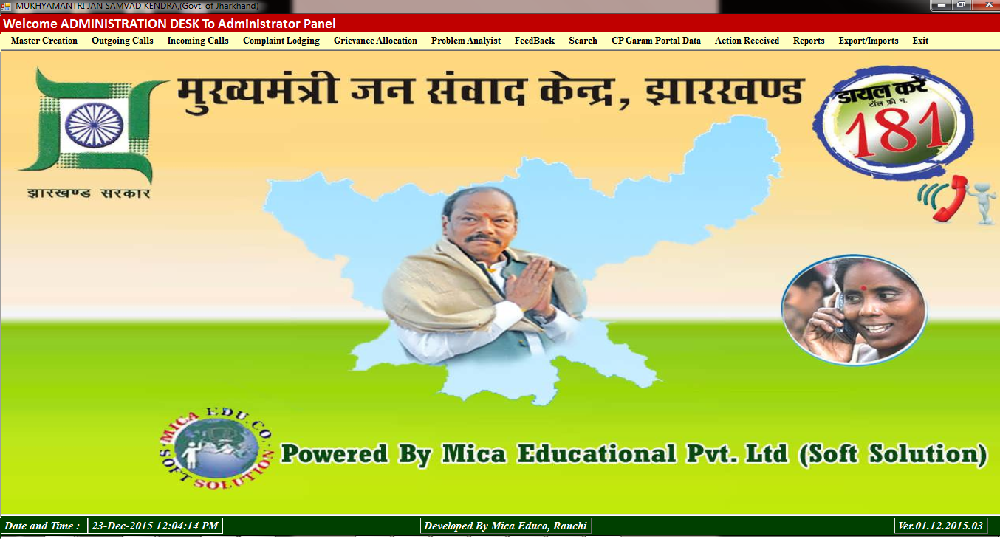 MUKHYAMANTRI JAN SAMVAD KENDRA,(Govt. of Jharkhand)
Welcome ADMINISTRATION DESK To Administrator Panel
Master Creation Outgoing Calls Incoming Calls Complaint Lodging Grievance Allocation Problem Analyist FeedBack Search CP Garam Portal Data Action Received Reports Export/Imports Exit
मुख्यमंत्री जन संवाद केन्द्र, झारखण्ड
डायल करें
टॉल फ्री न.
181
झारखण्ड सरकार
MICA EDU.CO.
SOFT SOLUTION
Powered By Mica Educational Pvt. Ltd (Soft Solution)
Date and Time : 23-Dec-2015 12:04:14 PM Developed By Mica Educo, Ranchi Ver.01.12.2015.03